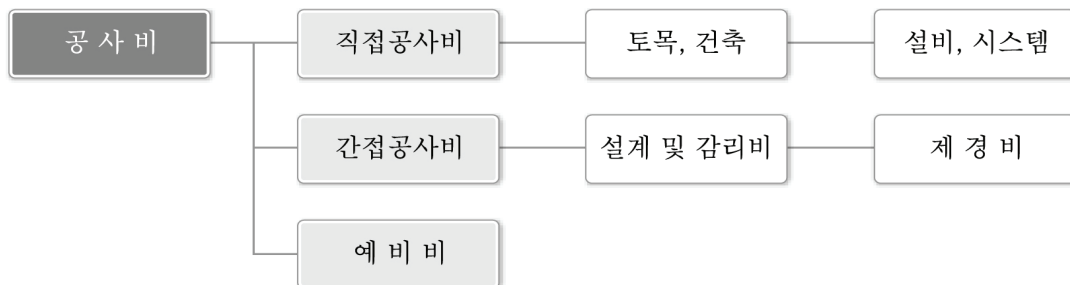 공 사 비 직접공사비 토목, 건축 설비, 시스템
간접공사비 설계 및 감리비 제 경 비
예 비 비